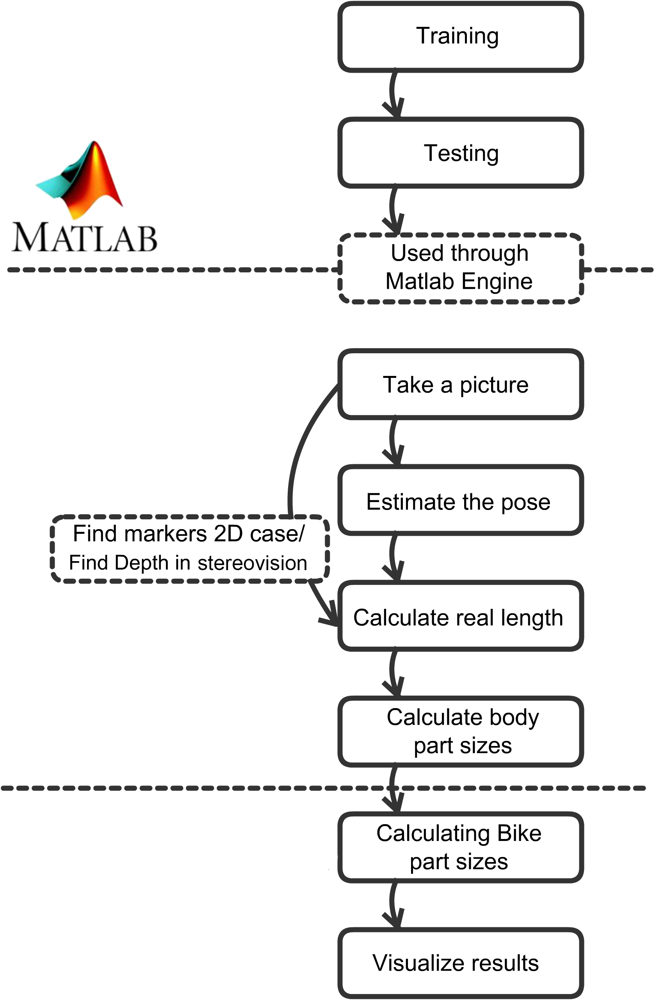 Training
Testing
MATLAB
Used through
Matlab Engine
Take a picture
Estimate the pose
Find markers 2D case/
Find Depth in stereovision
Calculate real length
Calculate body
part sizes
Calculating Bike
part sizes
Visualize results